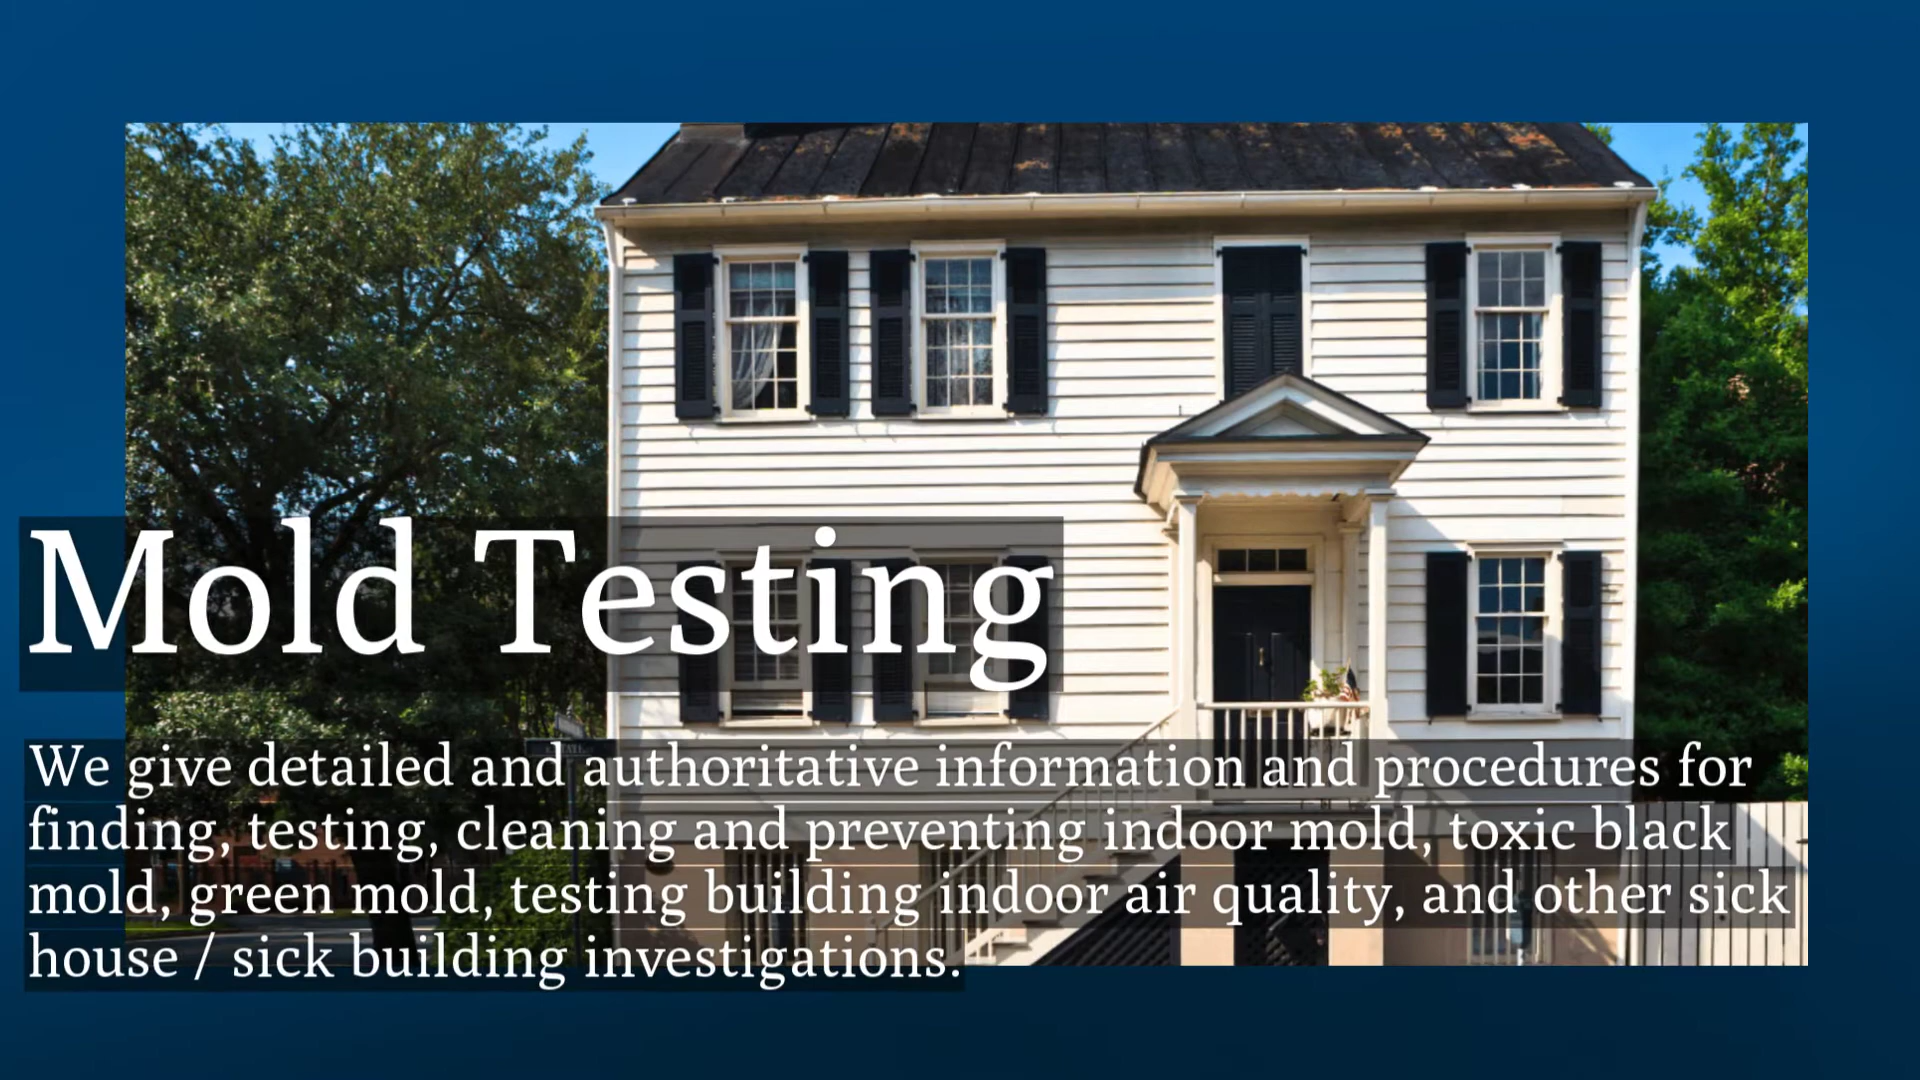 Mold Testing
We give detailed and authoritative information and procedures for
finding, testing, cleaning and preventing indoor mold, toxic black
mold, green mold, testing building indoor air quality, and other sick
house / sick building investigations.